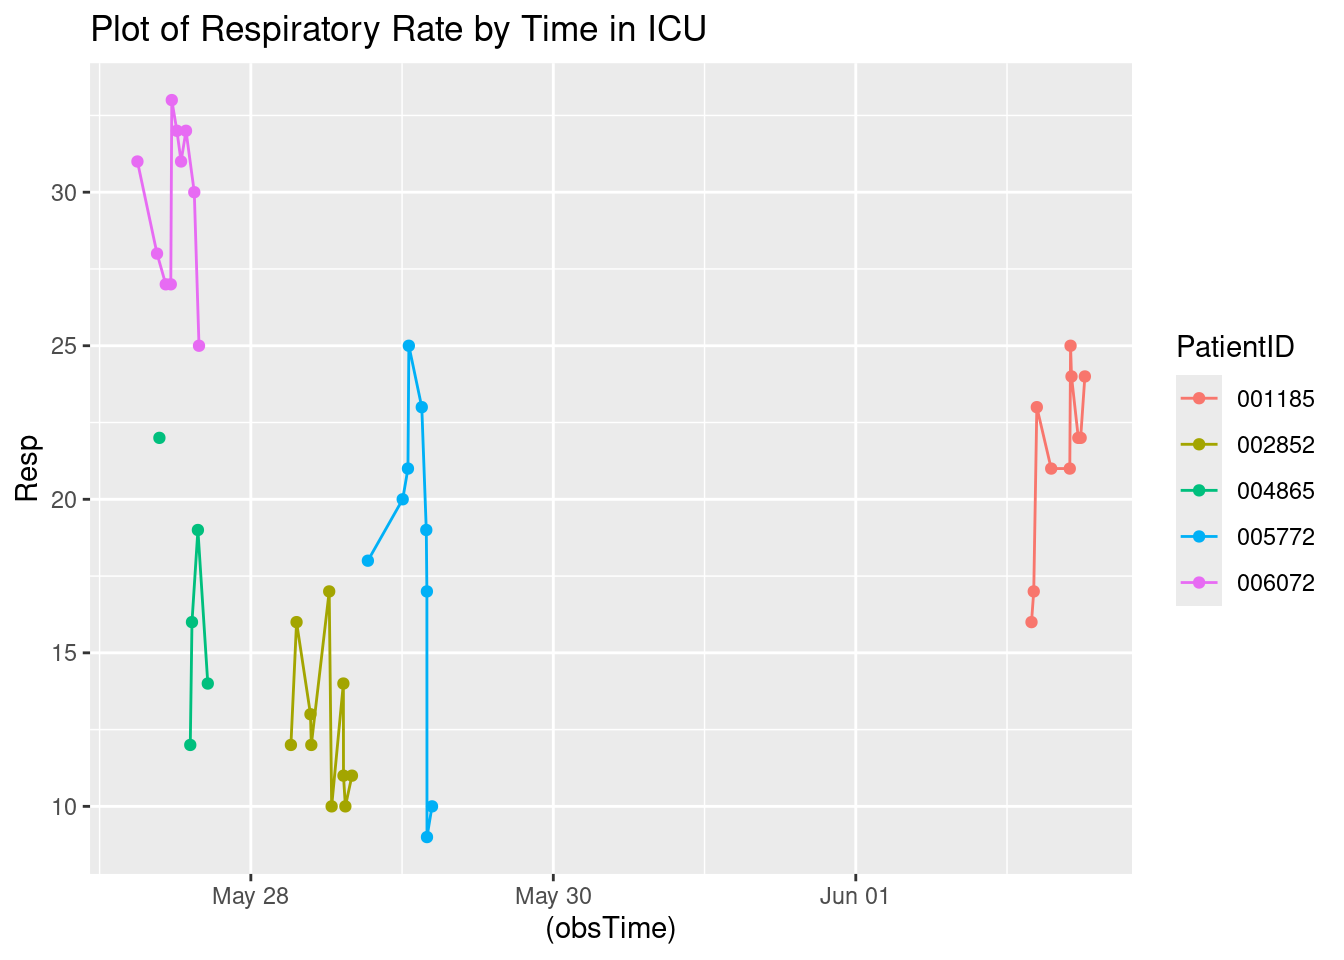 Plot of Respiratory Rate by Time in ICU
30
25
20
15
10
Resp
May 28
May 30
Jun 01
(obsTime)
PatientID
001185
002852
004865
005772
006072